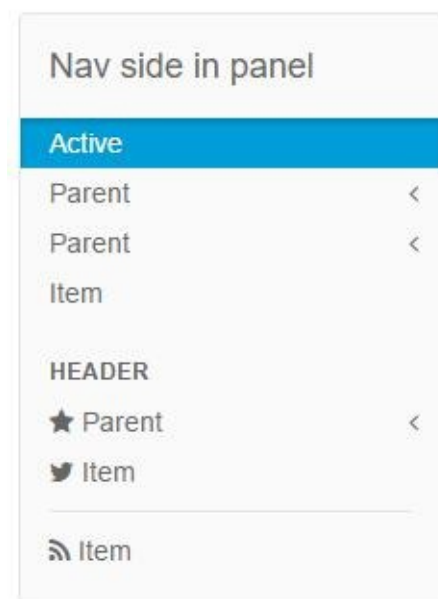 Nav side in panel
Active
Parent
Parent
Item
HEADER
Parent
Item
Item